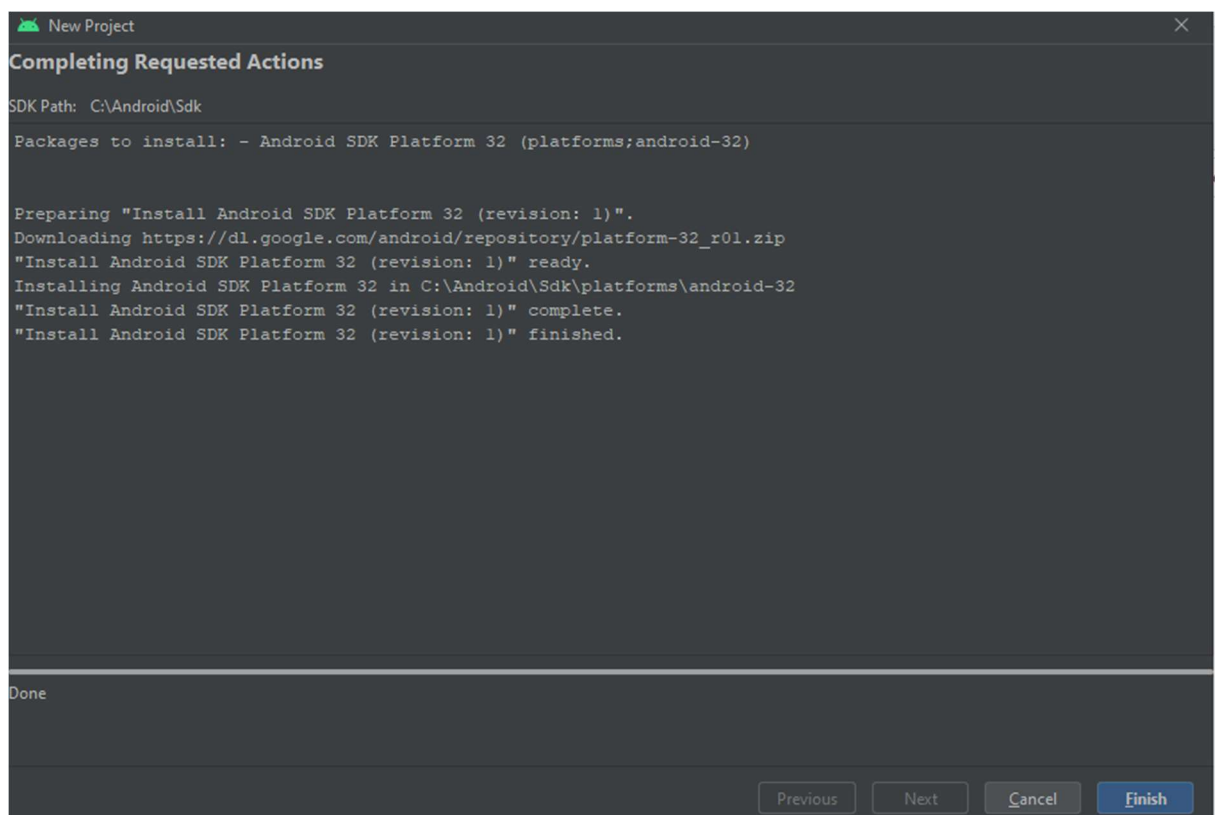 New Project
Completing Requested Actions
SDK Path: C:\Android\Sdk
Packages to install: - Android SDK Platform 32 (platforms;android-32)
Preparing "Install Android SDK Platform 32 (revision: 1)".
Downloading https://dl.google.com/android/repository/platform-32_r01.zip
"Install Android SDK Platform 32 (revision: 1)" ready.
Installing Android SDK Platform 32 in C:\Android\Sdk\platforms\android-32
"Install Android SDK Platform 32 (revision: 1)" complete.
"Install Android SDK Platform 32 (revision: 1)" finished.
Done
Previous Next Cancel Finish